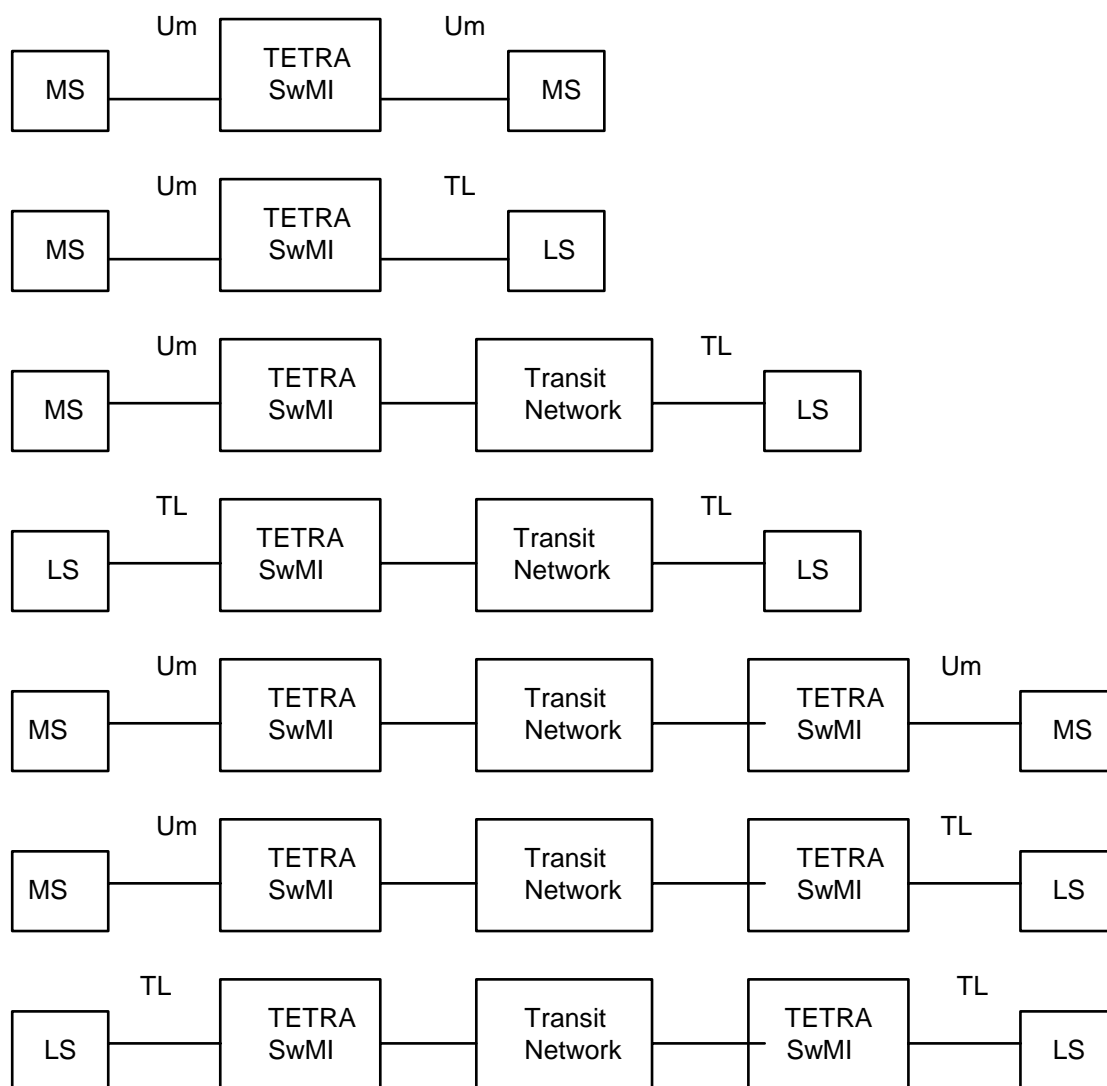 Um Um
MS TETRA SwMI MS
Um TL
MS TETRA SwMI LS
Um TL
MS TETRA SwMI Transit Network LS
TL TL
LS TETRA SwMI Transit Network LS
Um Um
MS TETRA SwMI Transit Network TETRA SwMI MS
Um TL
MS TETRA SwMI Transit Network TETRA SwMI LS
TL TL
LS TETRA SwMI Transit Network TETRA SwMI LS